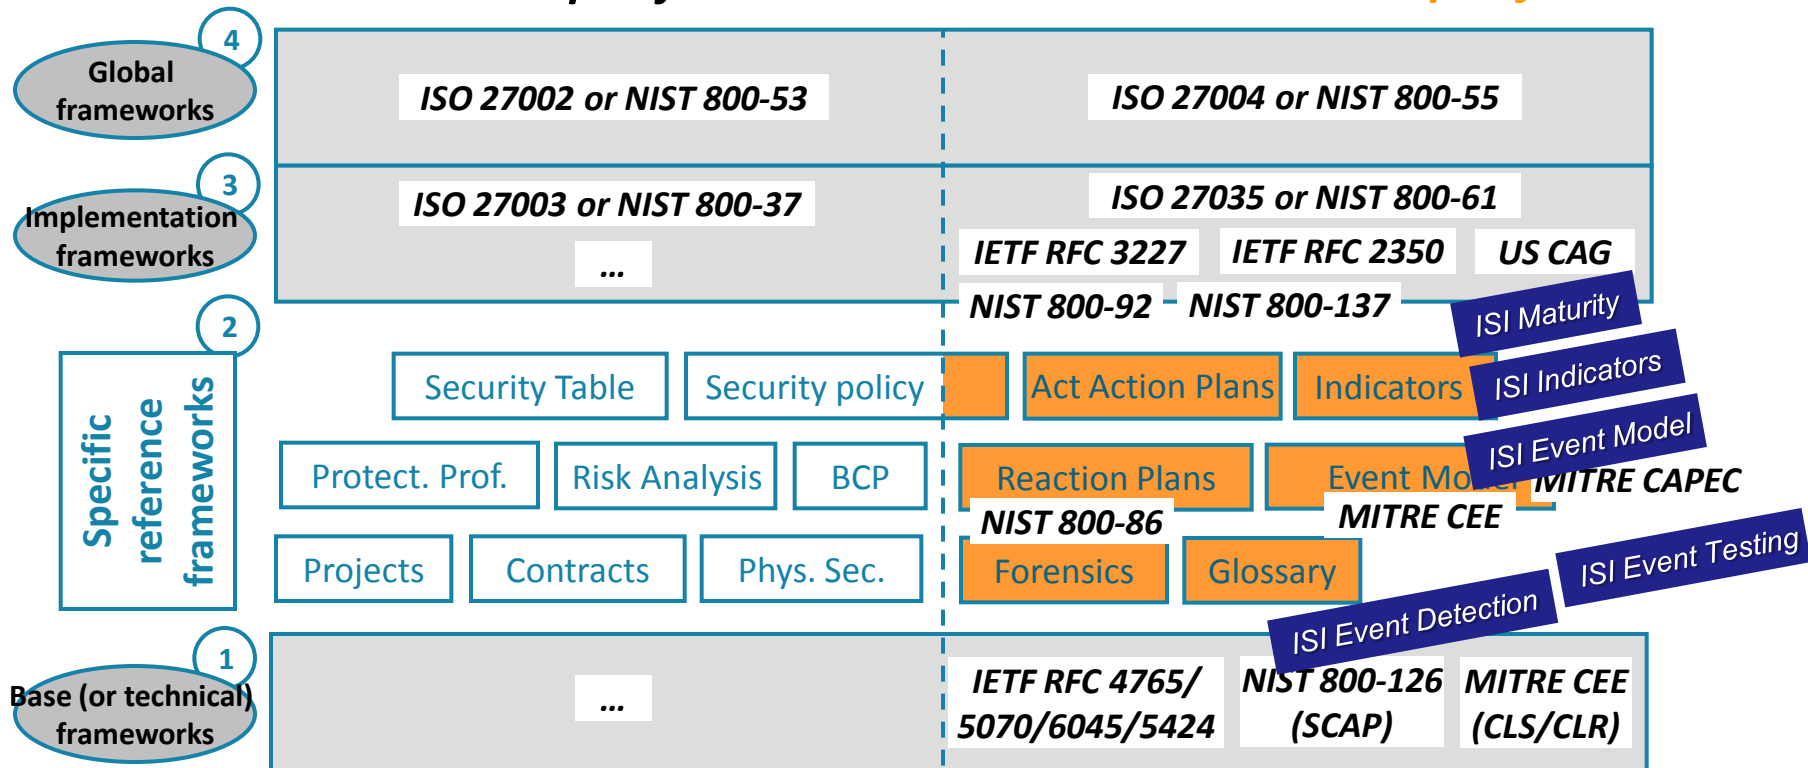 4
Global
frameworks
ISO 27002 or NIST 800-53
ISO 27004 or NIST 800-55
3
Implementation
frameworks
ISO 27003 or NIST 800-37
...
ISO 27035 or NIST 800-61
IETF RFC 3227
IETF RFC 2350
US CAG
NIST 800-92
NIST 800-137
ISI Maturity
2
Specific
reference
frameworks
Security Table
Security policy
Act Action Plans
Indicators
ISI Indicators
Protect. Prof.
Risk Analysis
BCP
Reaction Plans
Event Model
ISI Event Model
MITRE CAPEC
NIST 800-86
MITRE CEE
Projects
Contracts
Phys. Sec.
Forensics
Glossary
ISI Event Testing
ISI Event Detection
1
Base (or technical)
frameworks
...
IETF RFC 4765/
5070/6045/5424
NIST 800-126
(SCAP)
MITRE CEE
(CLS/CLR)